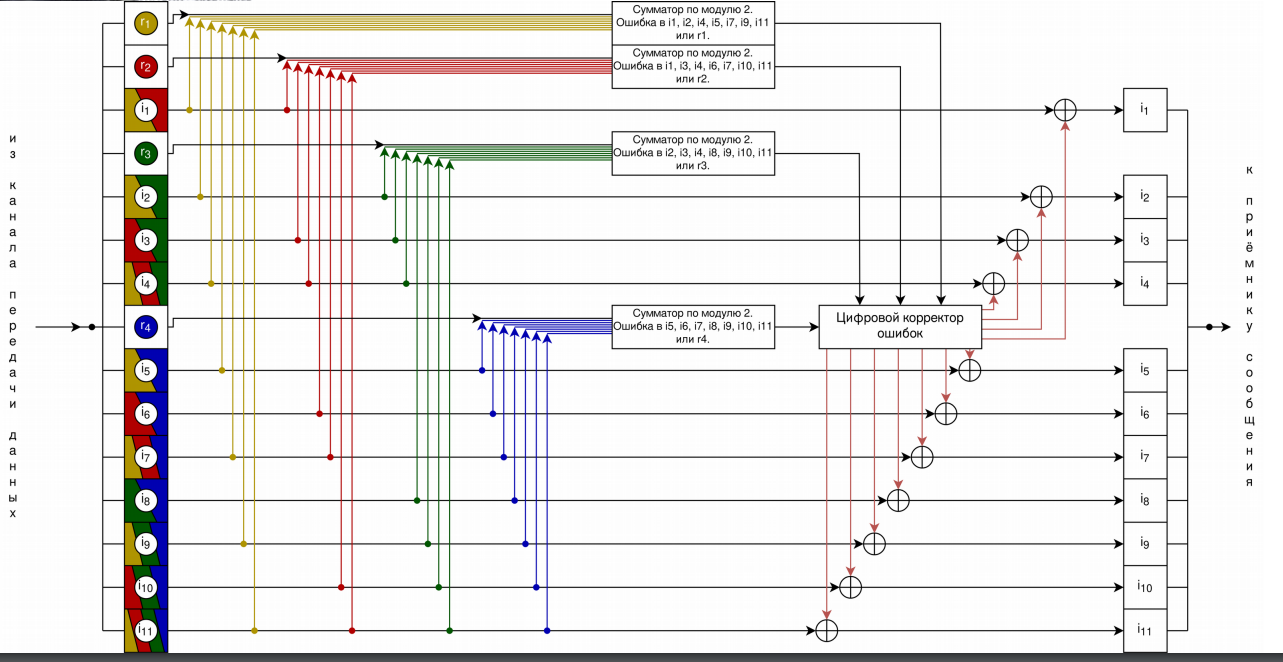 из канала передачи данных
r1
r2
i1
r3
i2
i3
i4
r4
i5
i6
i7
i8
i9
i10
i11
Сумматор по модулю 2.
Ошибка в i1, i2, i4, i5, i7, i9, i11
или r1.
Сумматор по модулю 2.
Ошибка в i1, i3, i4, i6, i7, i10, i11
или r2.
Сумматор по модулю 2.
Ошибка в i2, i3, i4, i8, i9, i10, i11
или r3.
Сумматор по модулю 2.
Ошибка в i5, i6, i7, i8, i9, i10, i11
или r4.
Цифровой корректор
ошибок
i1
i2
i3
i4
i5
i6
i7
i8
i9
i10
i11
к приёмнику сообщения